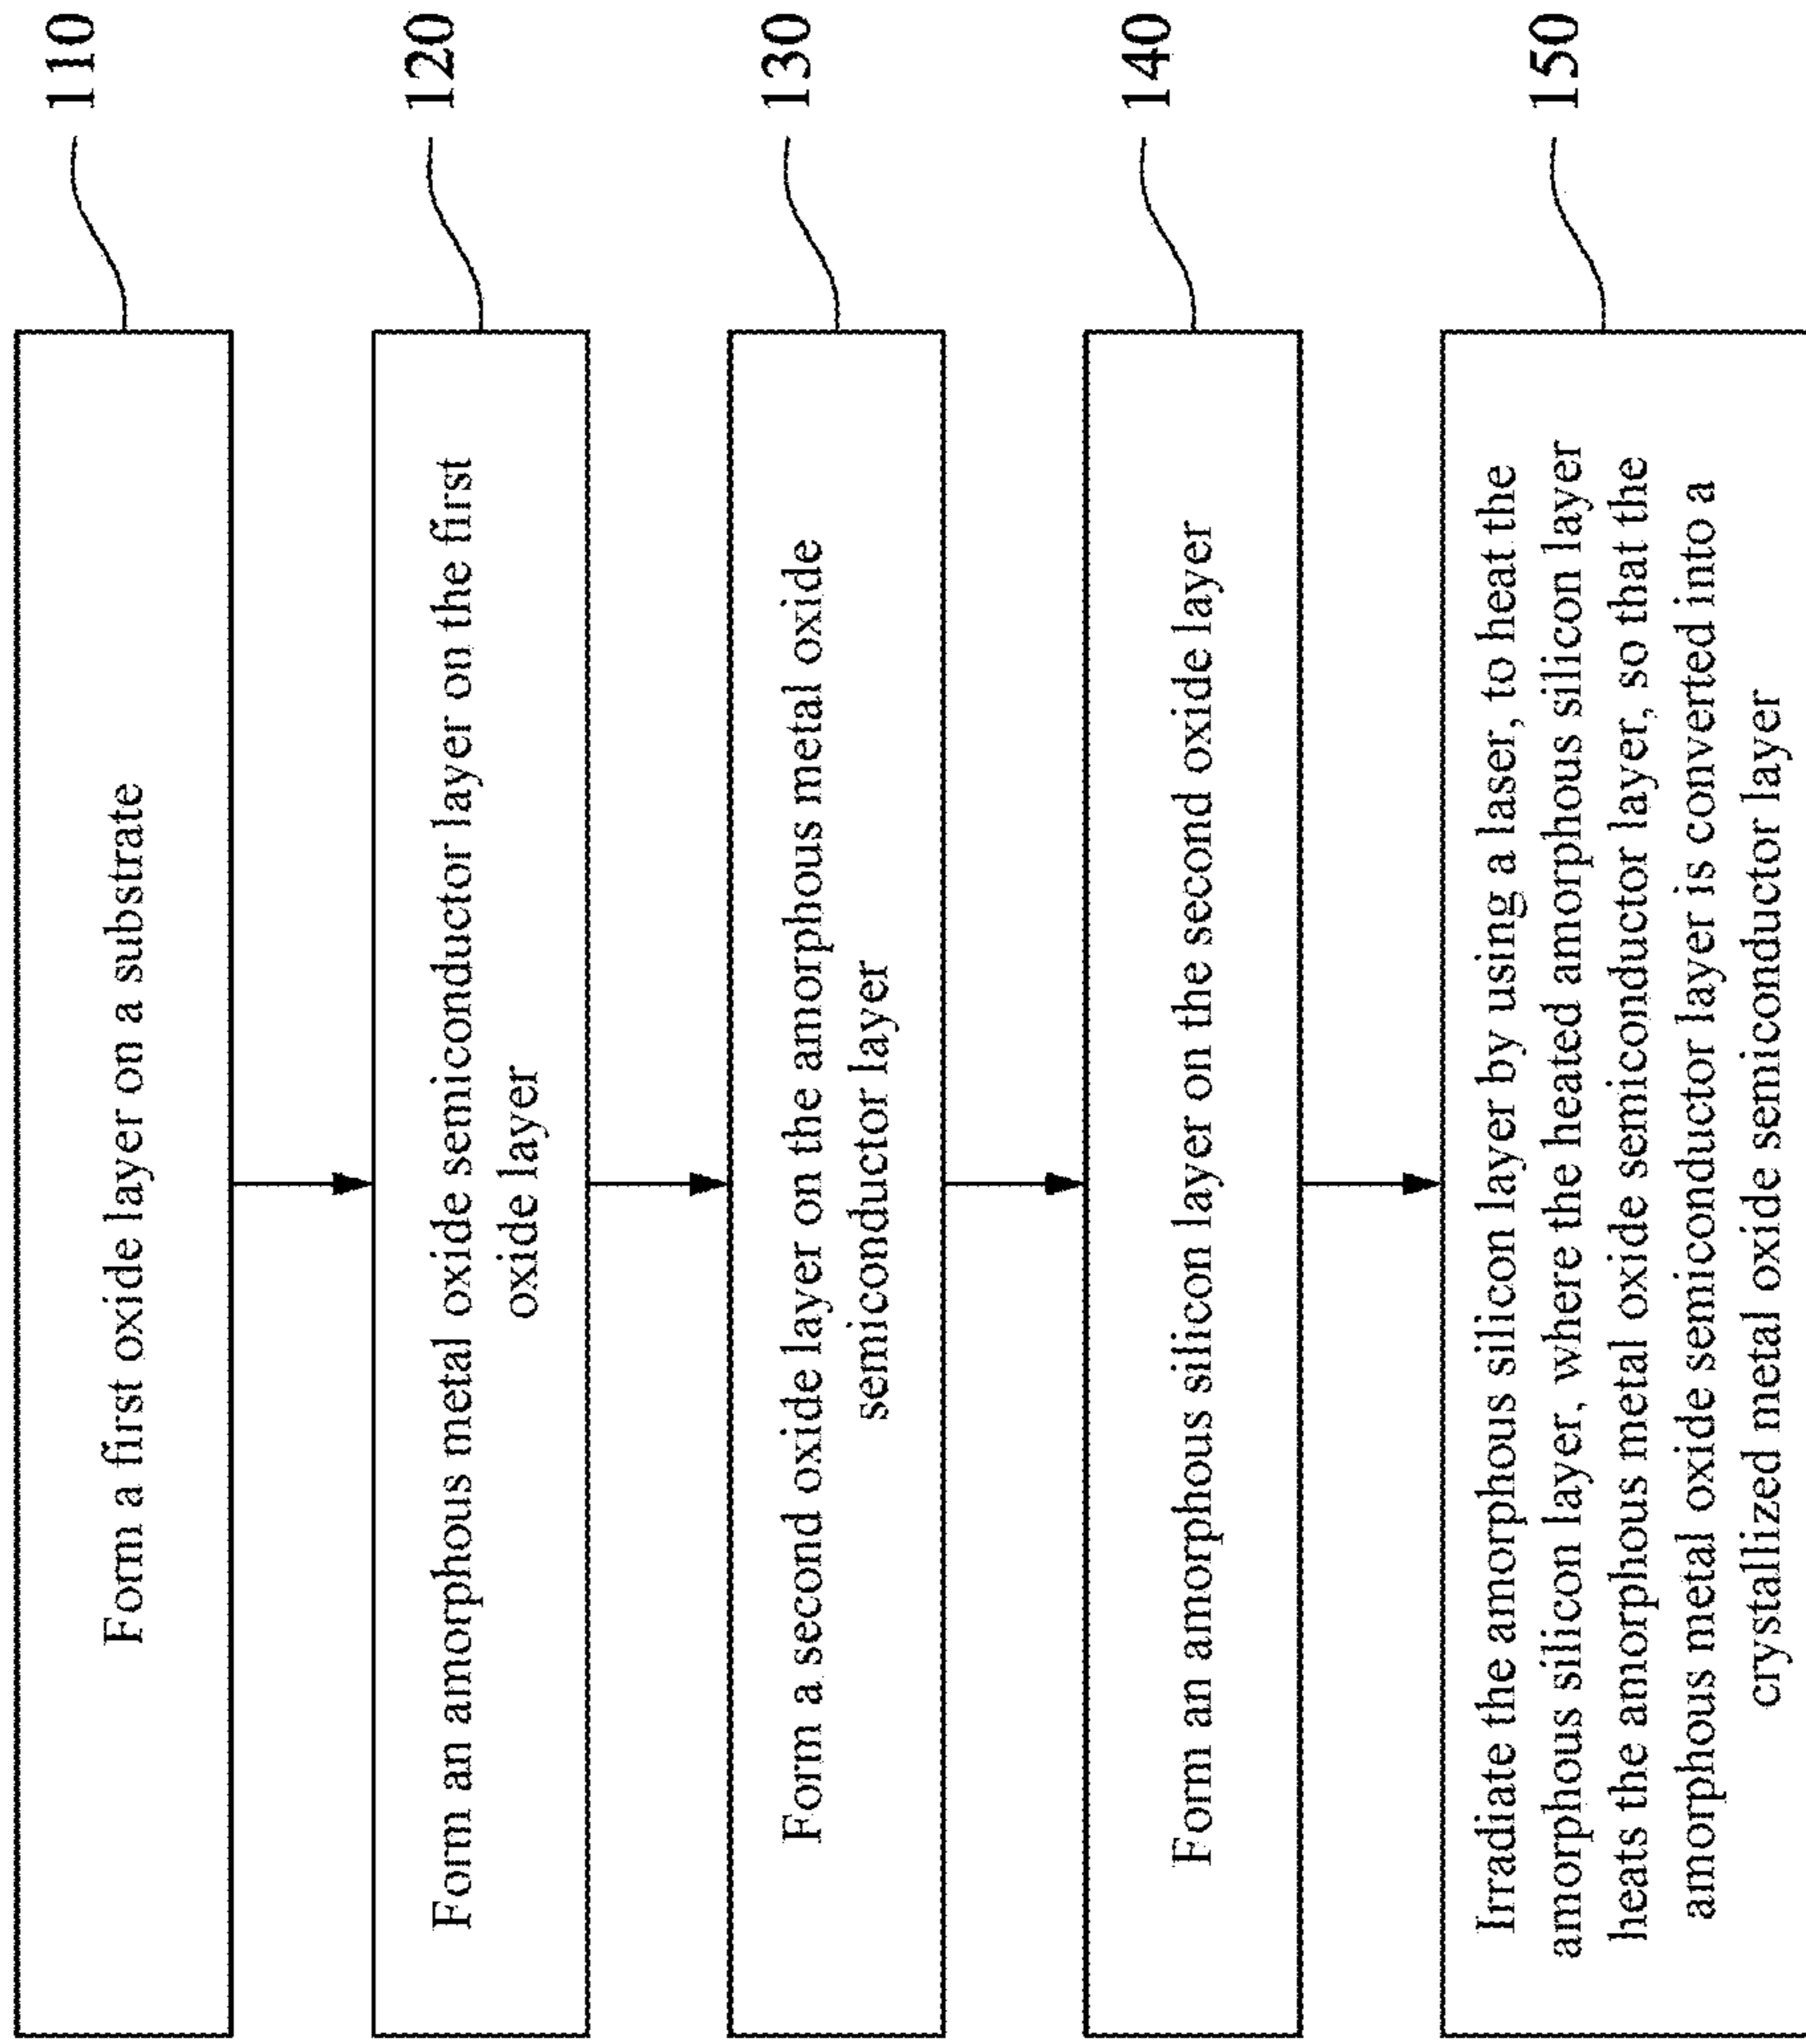 110
Form a first oxide layer on a substrate
120
Form an amorphous metal oxide semiconductor layer on the first
oxide layer
130
Form a second oxide layer on the amorphous metal oxide
semiconductor layer
140
Form an amorphous silicon layer on the second oxide layer
150
Irradiate the amorphous silicon layer by using a laser, to heat the
amorphous silicon layer, where the heated amorphous silicon layer
heats the amorphous metal oxide semiconductor layer, so that the
amorphous metal oxide semiconductor layer is converted into a
crystallized metal oxide semiconductor layer